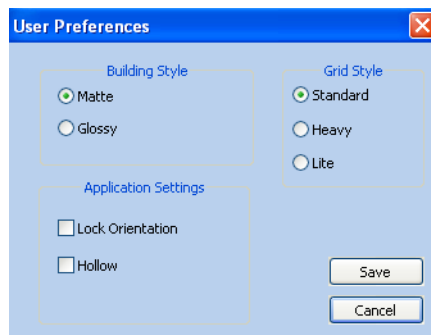 User Preferences
Building Style
Matte
Glossy
Grid Style
Standard
Heavy
Lite
Application Settings
Lock Orientation
Hollow
Save
Cancel